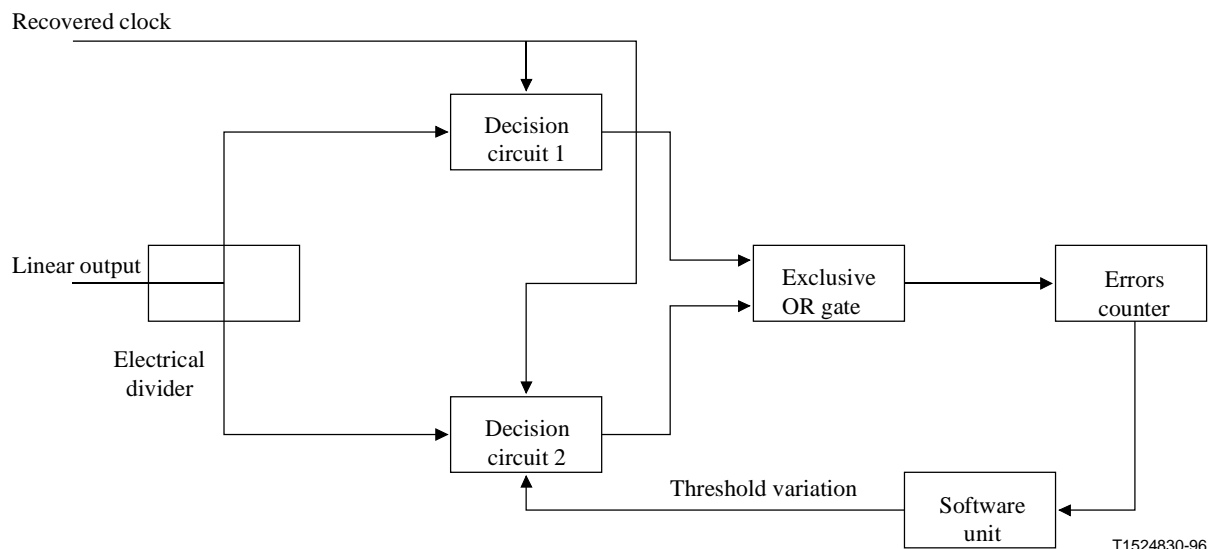 Recovered clock
Decision
circuit 1
Linear output
Exclusive
OR gate
Errors
counter
Electrical
divider
Decision
circuit 2
Threshold variation
Software
unit
T1524830-96